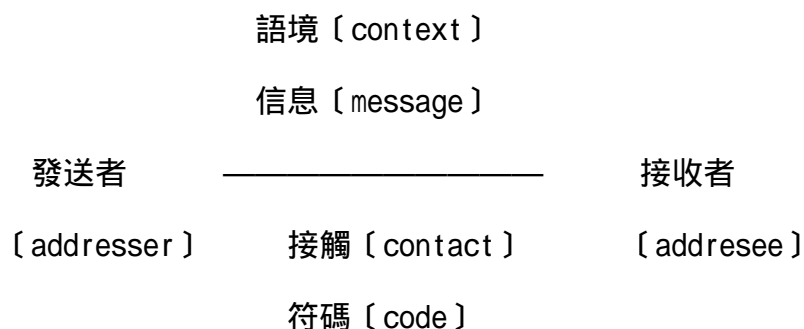 語境〔context〕
信息〔message〕
發送者 ────────── 接收者
〔addresser〕 接觸〔contact〕 〔addresee〕
符碼〔code〕